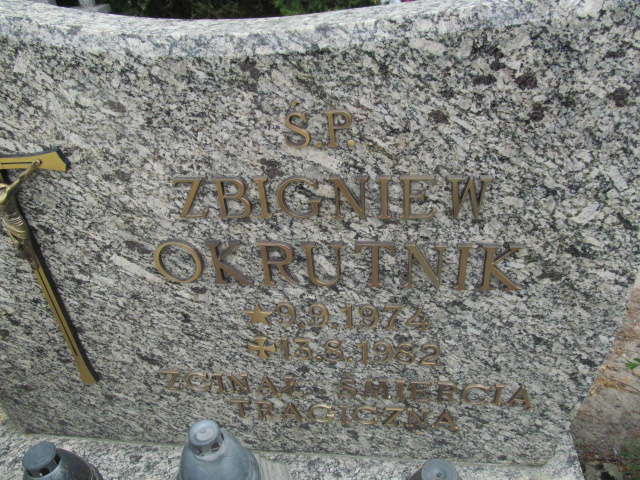 Ś.P.
ZBIGNIEW
OKRUTNIK
9.9.1974
13.8.1982
ZGINĄŁ ŚMIERCIĄ
TRAGICZNĄ